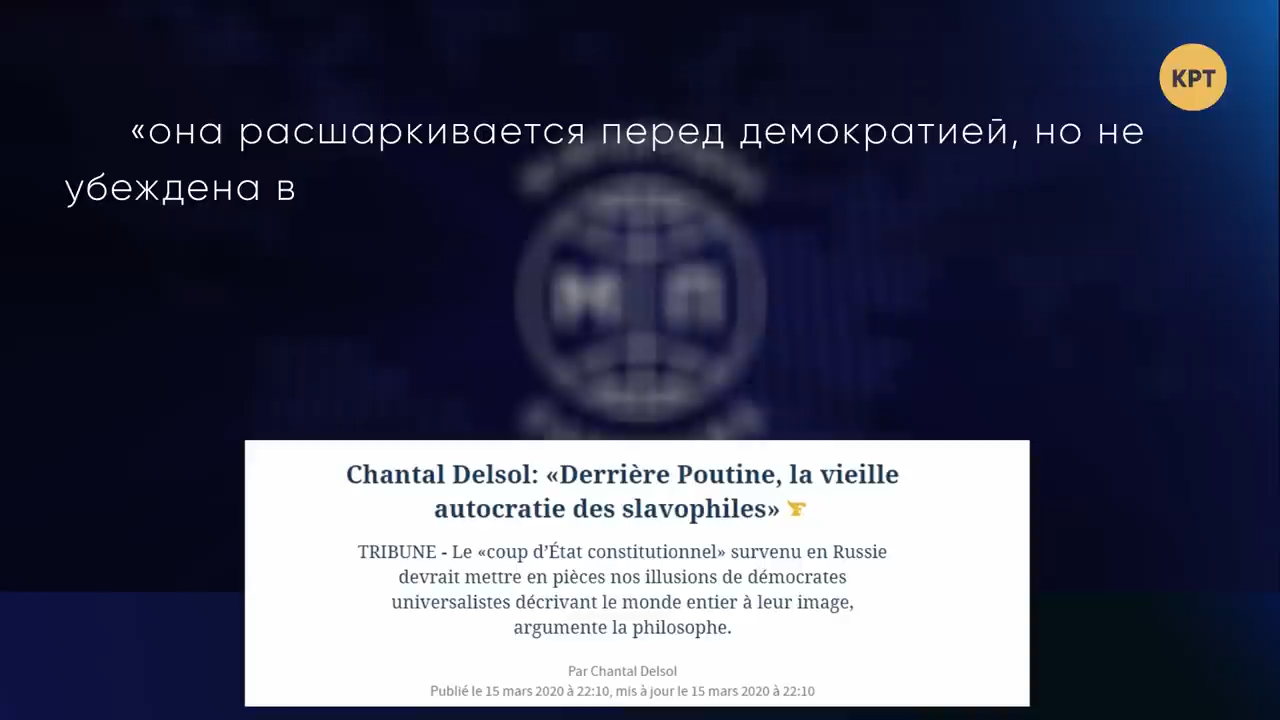 КРТ
«она расшаркивается перед демократией, но не
убеждена в
М П
Chantal Delsol: «Derrière Poutine, la vieille
autocratie des slavophiles»
TRIBUNE - Le «coup d’État constitutionnel» survenu en Russie
devrait mettre en pièces nos illusions de démocrates
universalistes décrivant le monde entier à leur image,
argumente la philosophe.
Par Chantal Delsol
Publié le 15 mars 2020 à 22:10, mis à jour le 15 mars 2020 à 22:10